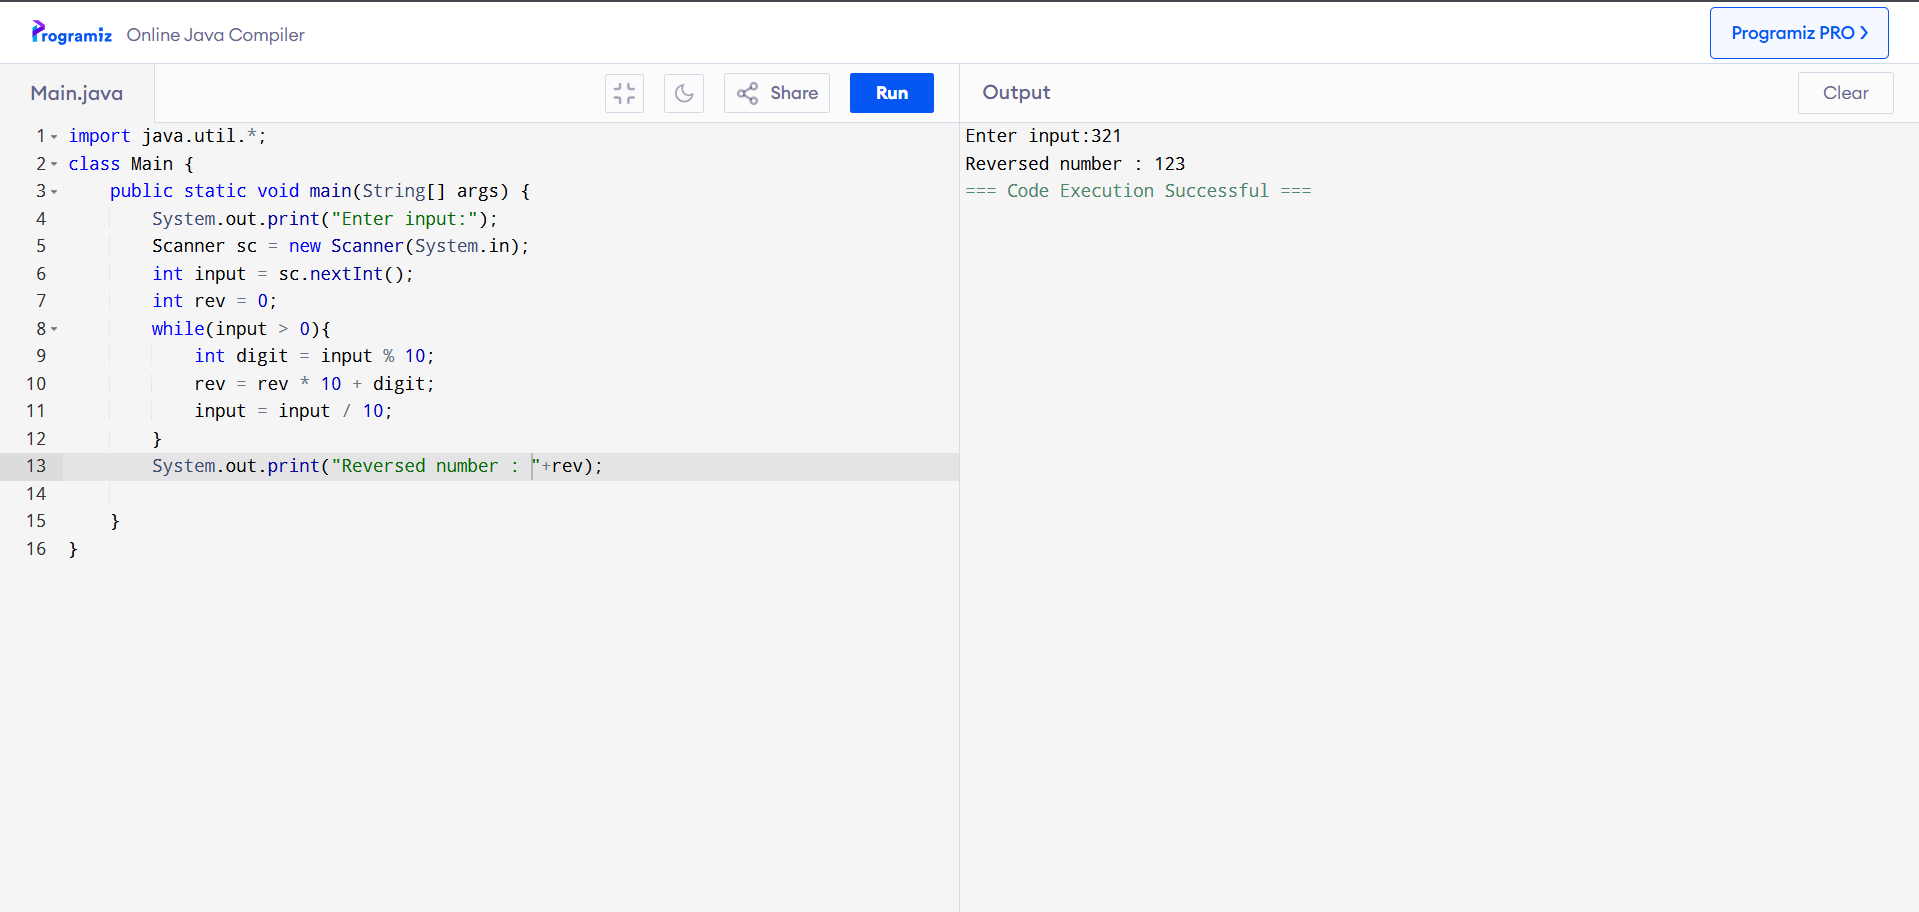 Programiz Online Java Compiler
Programiz PRO
Main.java
Share
Run
Output
Clear
1 import java.util.*;
2 class Main {
3     public static void main(String[] args) {
4         System.out.print("Enter input:");
5         Scanner sc = new Scanner(System.in);
6         int input = sc.nextInt();
7         int rev = 0;
8         while(input > 0){
9             int digit = input % 10;
10             rev = rev * 10 + digit;
11             input = input / 10;
12         }
13         System.out.print("Reversed number : "+rev);
14
15     }
16 }
Enter input:321
Reversed number : 123
=== Code Execution Successful ===